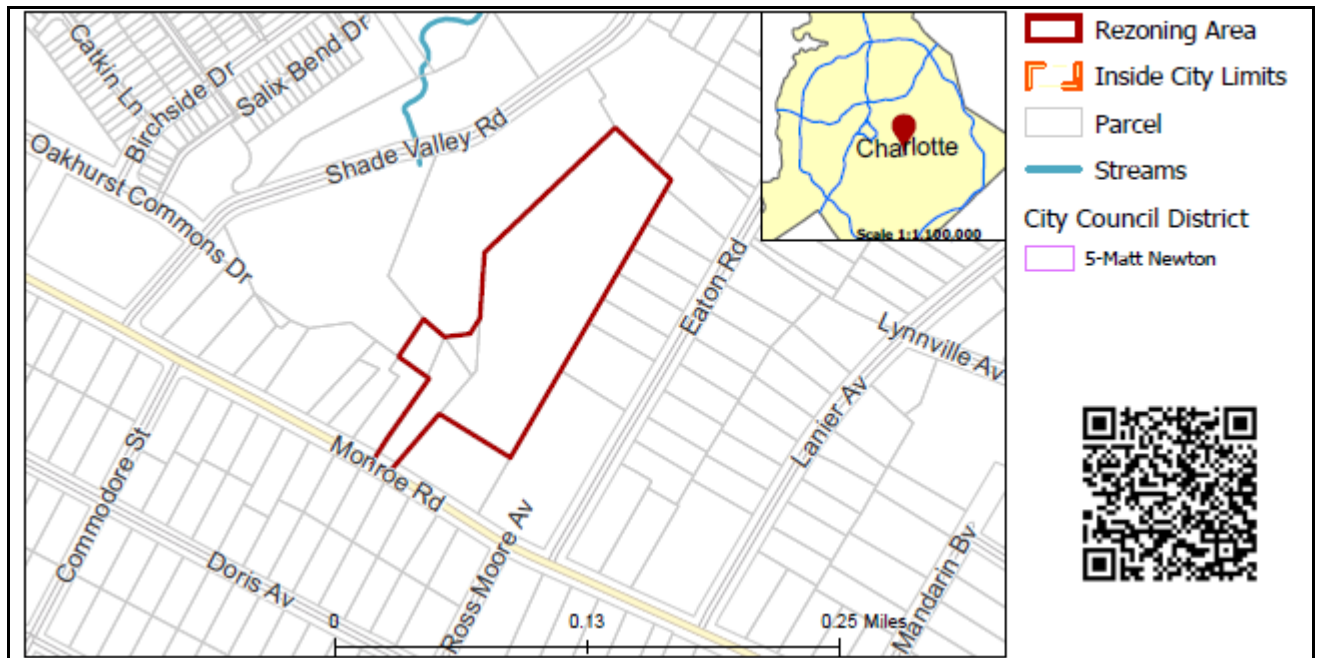 Catkin Ln
Birchside Dr
Salix Bend Dr
Oakhurst Commons Dr
Shade Valley Rd
Eaton Rd
Lynnville Av
Lanier Av
Monroe Rd
Commodore St
Doris Av
Ross Moore Av
Mandarin Bv
0
0.13
0.25 Miles
Charlotte
Scale 1:1,100,000
Rezoning Area
Inside City Limits
Parcel
Streams
City Council District
5-Matt Newton